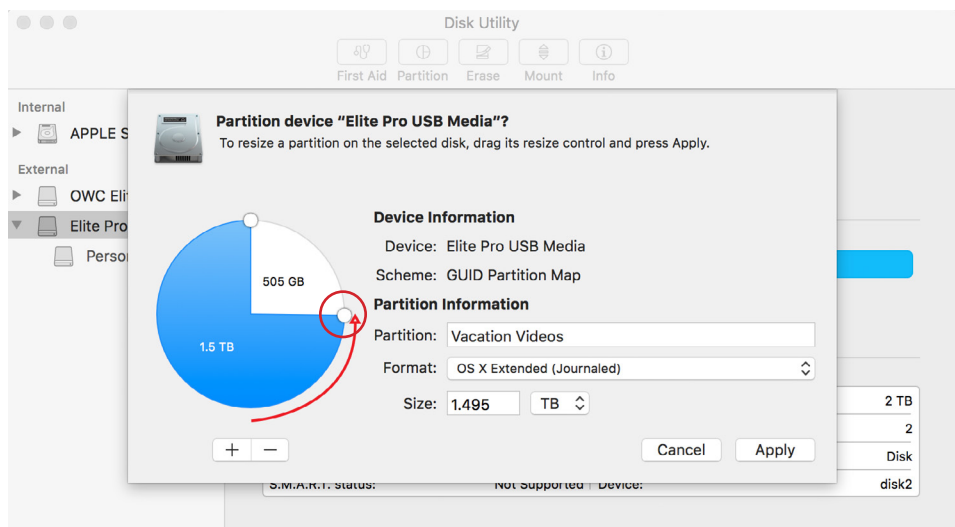 Disk Utility
First Aid Partition Erase Mount Info
Internal
APPLE S
External
OWC Eli
Elite Pro
Perso
Partition device “Elite Pro USB Media”?
To resize a partition on the selected disk, drag its resize control and press Apply.
505 GB
1.5 TB
Device Information
Device: Elite Pro USB Media
Scheme: GUID Partition Map
Partition Information
Partition: Vacation Videos
Format: OS X Extended (Journaled)
Size: 1.495 TB
+ −
Cancel Apply
2 TB
2
Disk
S.M.A.R.T. status: Not Supported Device: disk2